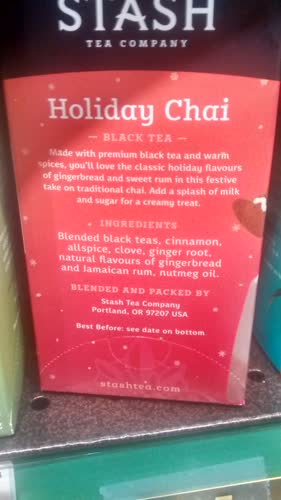 STASH
TEA COMPANY
Holiday Chai
— BLACK TEA —
Made with premium black tea and warm
spices, you'll love the classic holiday flavours
of gingerbread and sweet rum in this festive
take on traditional chai. Add a splash of milk
and sugar for a creamy treat.
INGREDIENTS
Blended black teas, cinnamon,
allspice, clove, ginger root,
natural flavours of gingerbread
and Jamaican rum, nutmeg oil.
BLENDED AND PACKED BY
Stash Tea Company
Portland, OR 97207 USA
Best Before: see date on bottom.
stashtea.com